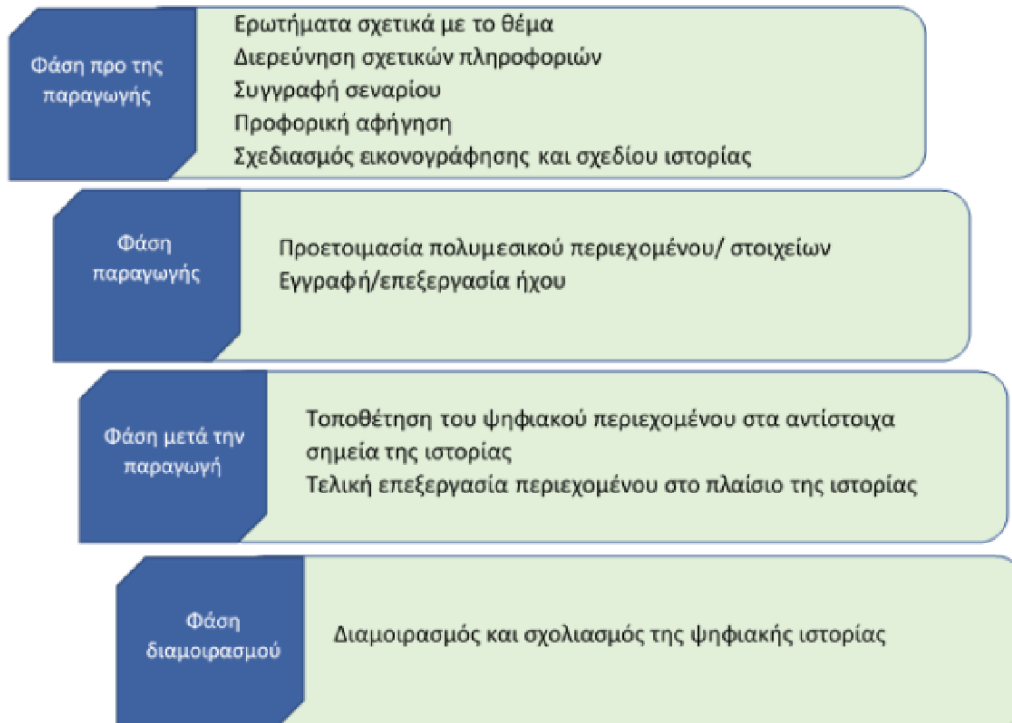 Φάση προ της
παραγωγής
Ερωτήματα σχετικά με το θέμα
Διερεύνηση σχετικών πληροφοριών
Συγγραφή σεναρίου
Προφορική αφήγηση
Σχεδιασμός εικονογράφησης και σχεδίου ιστορίας
Φάση
παραγωγής
Προετοιμασία πολυμεσικού περιεχομένου/ στοιχείων
Εγγραφή/επεξεργασία ήχου
Φάση μετά την
παραγωγή
Τοποθέτηση του ψηφιακού περιεχομένου στα αντίστοιχα
σημεία της ιστορίας
Τελική επεξεργασία περιεχομένου στο πλαίσιο της ιστορίας
Φάση
διαμοιρασμού
Διαμοιρασμός και σχολιασμός της ψηφιακής ιστορίας